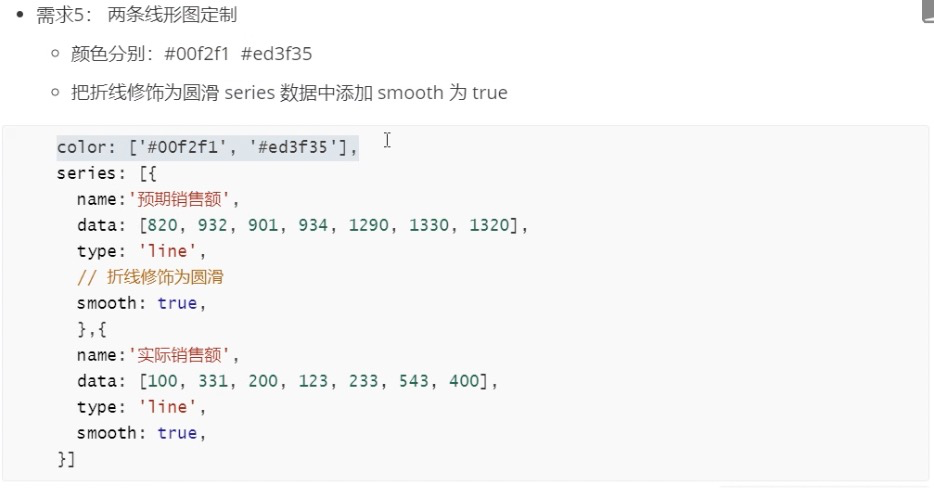 需求5： 两条线形图定制
颜色分别：#00f2f1 #ed3f35
把折线修饰为圆滑 series 数据中添加 smooth 为 true
color: ['#00f2f1', '#ed3f35'],
series: [{
name:'预期销售额',
data: [820, 932, 901, 934, 1290, 1330, 1320],
type: 'line',
// 折线修饰为圆滑
smooth: true,
},{
name:'实际销售额',
data: [100, 331, 200, 123, 233, 543, 400],
type: 'line',
smooth: true,
}]